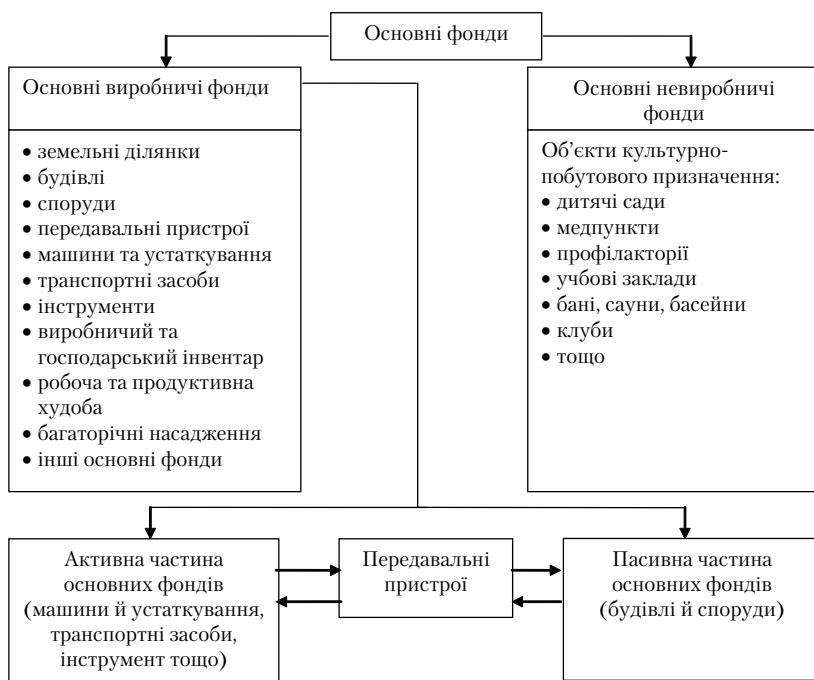 Основні фонди
Основні виробничі фонди
• земельні ділянки
• будівлі
• споруди
• передавальні пристрої
• машини та устаткування
• транспортні засоби
• інструменти
• виробничий та
господарський інвентар
• робоча та продуктивна
худоба
• багаторічні насадження
• інші основні фонди
Основні невиробничі
фонди
Об’єкти культурно-
побутового призначення:
• дитячі сади
• медпункти
• профілакторії
• учбові заклади
• бані, сауни, басейни
• клуби
• тощо
Активна частина
основних фондів
(машини й устаткування,
транспортні засоби,
інструмент тощо)
Передавальні
пристрої
Пасивна частина
основних фондів
(будівлі й споруди)